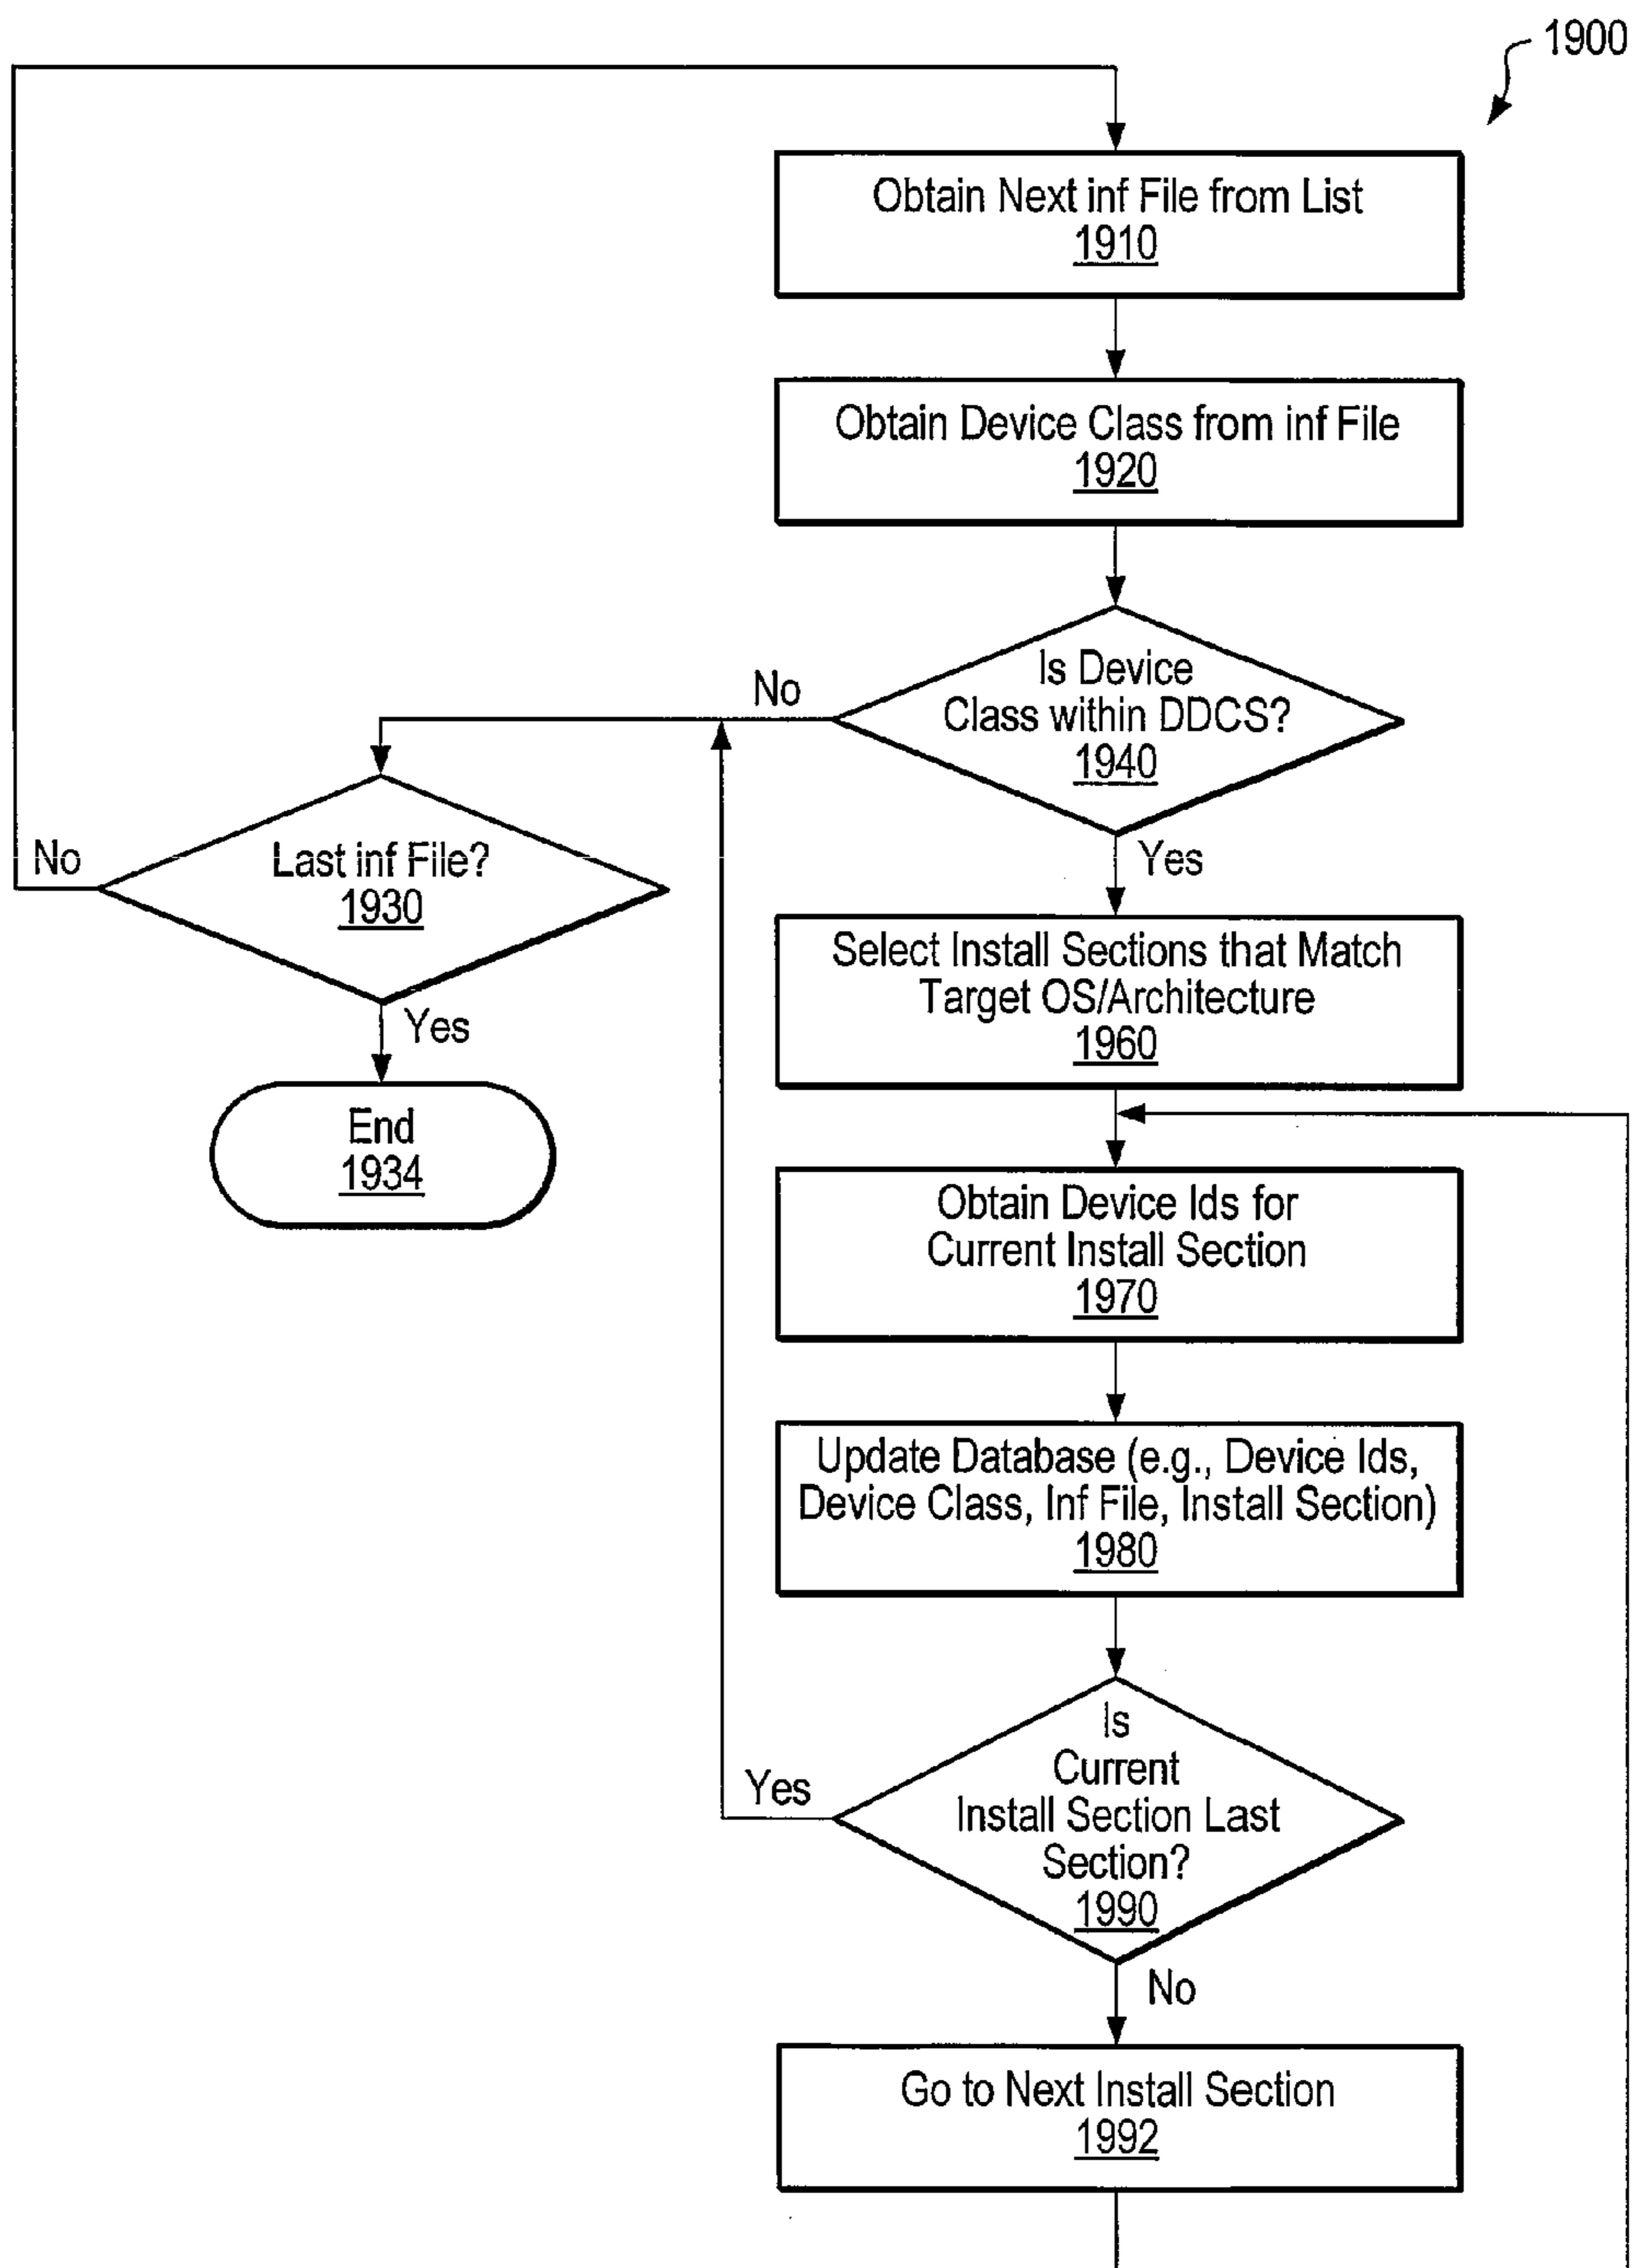 1900
Obtain Next inf File from List
1910
Obtain Device Class from inf File
1920
Is Device
Class within DDCS?
1940
No
Yes
Last inf File?
1930
No
Yes
End
1934
Select Install Sections that Match
Target OS/Architecture
1960
Obtain Device Ids for
Current Install Section
1970
Update Database (e.g., Device Ids,
Device Class, Inf File, Install Section)
1980
Is
Current
Install Section Last
Section?
1990
Yes
No
Go to Next Install Section
1992